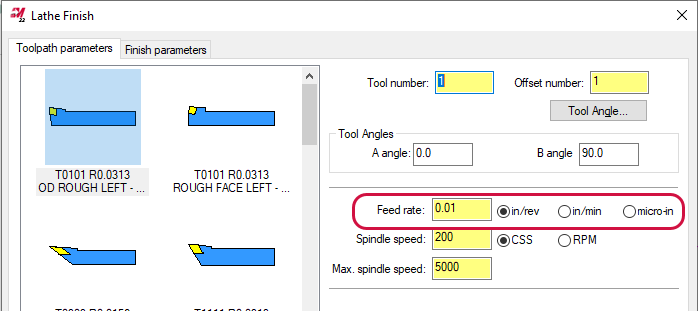 22 Lathe Finish
Toolpath parameters Finish parameters
Tool number: 1 Offset number: 1
Tool Angle...
Tool Angles
A angle: 0.0 B angle 90.0
T0101 R0.0313 T0101 R0.0313
OD ROUGH LEFT - ... ROUGH FACE LEFT - ...
Feed rate: 0.01 in/rev in/min micro-in
Spindle speed: 200 CSS RPM
Max. spindle speed: 5000